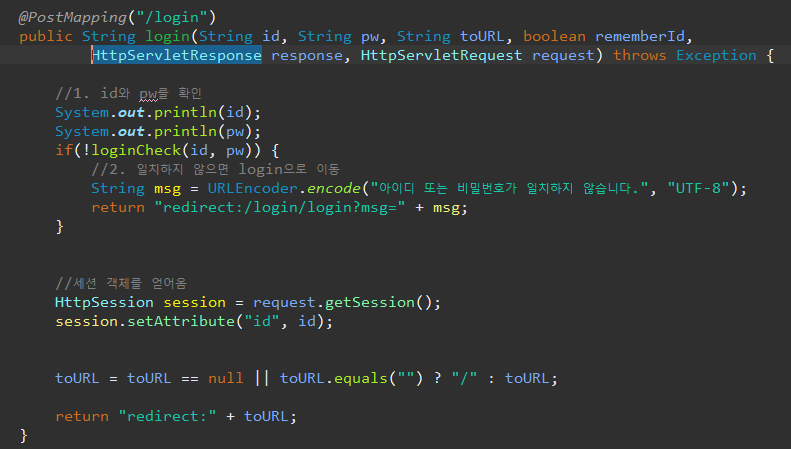 @PostMapping("/login")
public String login(String id, String pw, String toURL, boolean rememberId,
HttpServletResponse response, HttpServletRequest request) throws Exception {
//1. id와 pw를 확인
System.out.println(id);
System.out.println(pw);
if(!loginCheck(id, pw)) {
//2. 일치하지 않으면 login으로 이동
String msg = URLEncoder.encode("아이디 또는 비밀번호가 일치하지 않습니다.", "UTF-8");
return "redirect:/login/login?msg=" + msg;
}
//세션 객제를 얻어옴
HttpSession session = request.getSession();
session.setAttribute("id", id);
toURL = toURL == null || toURL.equals("") ? "/" : toURL;
return "redirect:" + toURL;
}